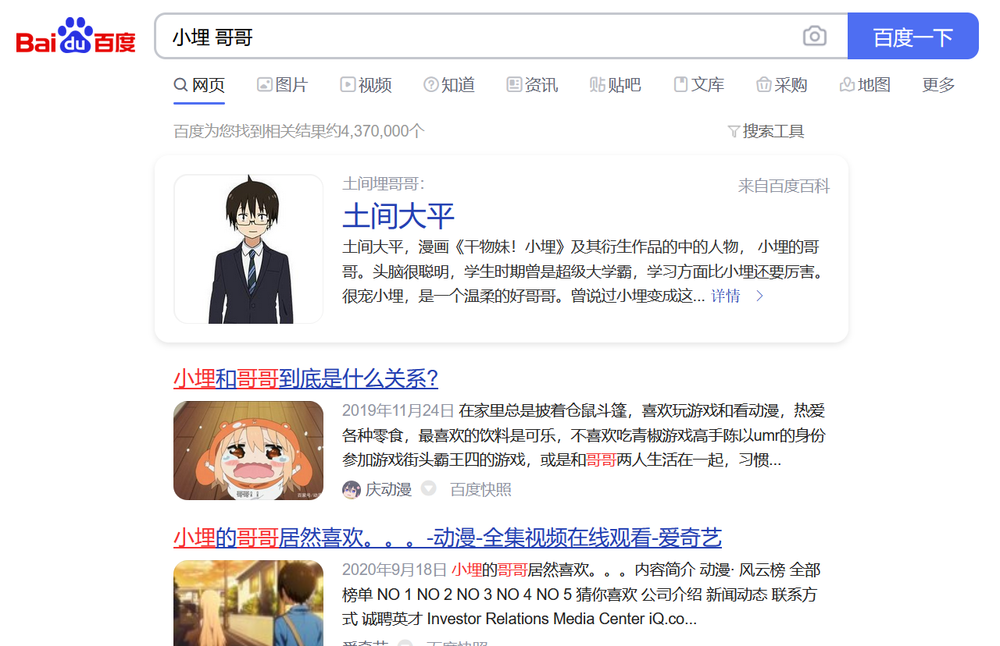 Bai du 百度
小埋 哥哥
百度一下
网页 图片 视频 知道 资讯 贴 贴吧 文库 采购 地图 更多
百度为您找到相关结果约4,370,000个
搜索工具
土间埋哥哥：
来自百度百科
土间大平
土间大平，漫画《干物妹！小埋》及其衍生作品的中的人物， 小埋的哥
哥。头脑很聪明，学生时期曾是超级大学霸，学习方面比小埋还要厉害。
很宠小埋，是一个温柔的好哥哥。曾说过小埋变成这... 详情
小埋和哥哥到底是什么关系?
2019年11月24日 在家里总是披着仓鼠斗篷，喜欢玩游戏和看动漫，热爱
各种零食，最喜欢的饮料是可乐，不喜欢吃青椒游戏高手陈以umr的身份
参加游戏街头霸王四的游戏，或是和哥哥两人生活在一起，习惯...
哥哥！！
百家号/动
庆动漫 百度快照
小埋的哥哥居然喜欢。。。-动漫-全集视频在线观看-爱奇艺
2020年9月18日 小埋的哥哥居然喜欢。。。内容简介 动漫· 风云榜 全部
榜单 NO 1 NO 2 NO 3 NO 4 NO 5 猜你喜欢 公司介绍 新闻动态 联系方
式 诚聘英才 Investor Relations Media Center iQ.co...
爱奇艺 百度快照